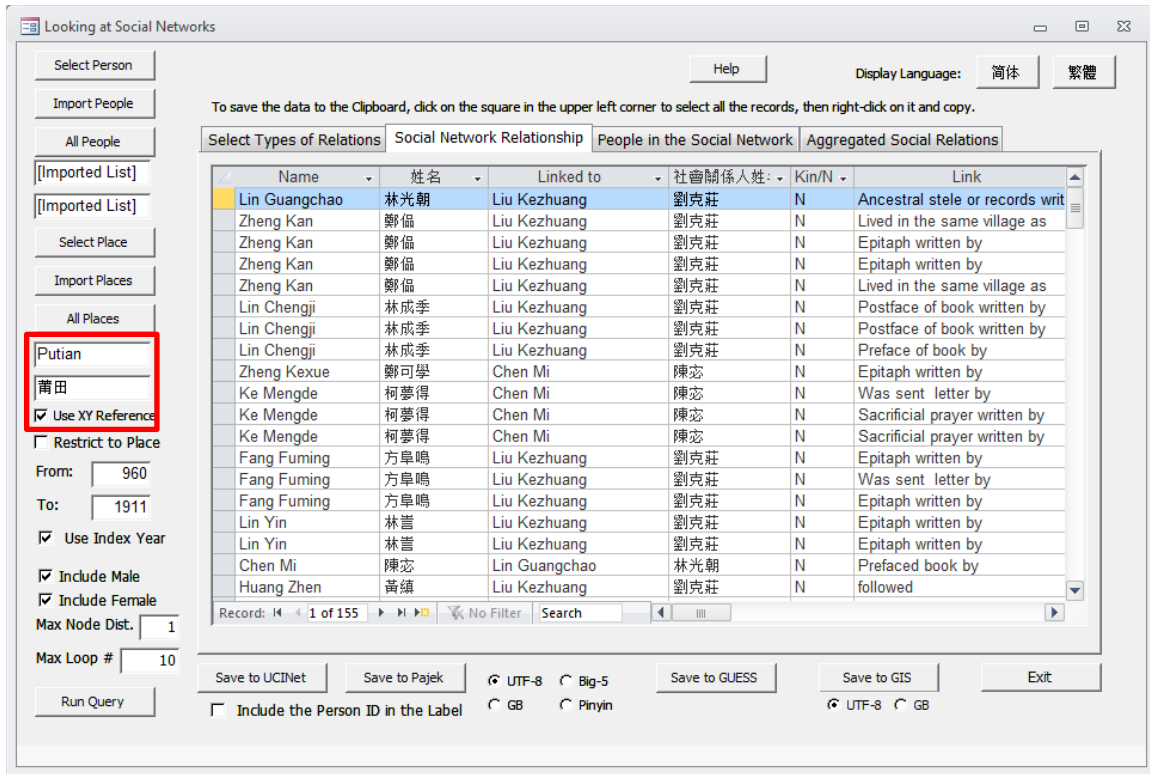 Looking at Social Networks
Select Person
Import People
All People
[Imported List]
[Imported List]
Select Place
Import Places
All Places
Putian
莆田
Use XY Reference
Restrict to Place
From: 960
To: 1911
Use Index Year
Include Male
Include Female
Max Node Dist. 1
Max Loop # 10
Run Query
Help
Display Language: 简体 繁體
To save the data to the Clipboard, click on the square in the upper left corner to select all the records, then right-click on it and copy.
Select Types of Relations Social Network Relationship People in the Social Network Aggregated Social Relations
Name 姓名 Linked to 社會關係人姓 Kin/N Link
Lin Guangchao 林光朝 Liu Kezhuang 劉克莊 N Ancestral stele or records writ
Zheng Kan 鄭偘 Liu Kezhuang 劉克莊 N Lived in the same village as
Zheng Kan 鄭偘 Liu Kezhuang 劉克莊 N Epitaph written by
Zheng Kan 鄭偘 Liu Kezhuang 劉克莊 N Epitaph written by
Zheng Kan 鄭偘 Liu Kezhuang 劉克莊 N Lived in the same village as
Lin Chengji 林成季 Liu Kezhuang 劉克莊 N Postface of book written by
Lin Chengji 林成季 Liu Kezhuang 劉克莊 N Postface of book written by
Lin Chengji 林成季 Liu Kezhuang 劉克莊 N Preface of book by
Zheng Kexue 鄭可學 Chen Mi 陳宓 N Epitaph written by
Ke Mengde 柯夢得 Chen Mi 陳宓 N Was sent letter by
Ke Mengde 柯夢得 Chen Mi 陳宓 N Sacrificial prayer written by
Ke Mengde 柯夢得 Chen Mi 陳宓 N Sacrificial prayer written by
Fang Fuming 方阜鳴 Liu Kezhuang 劉克莊 N Epitaph written by
Fang Fuming 方阜鳴 Liu Kezhuang 劉克莊 N Was sent letter by
Fang Fuming 方阜鳴 Liu Kezhuang 劉克莊 N Epitaph written by
Lin Yin 林嵒 Liu Kezhuang 劉克莊 N Epitaph written by
Lin Yin 林嵒 Liu Kezhuang 劉克莊 N Epitaph written by
Chen Mi 陳宓 Lin Guangchao 林光朝 N Prefaced book by
Huang Zhen 黃縝 Liu Kezhuang 劉克莊 N followed
Record: 1 of 155 No Filter Search
Save to UCINet Save to Pajek UTF-8 Big-5 Save to GUESS Save to GIS Exit
Include the Person ID in the Label GB Pinyin UTF-8 GB